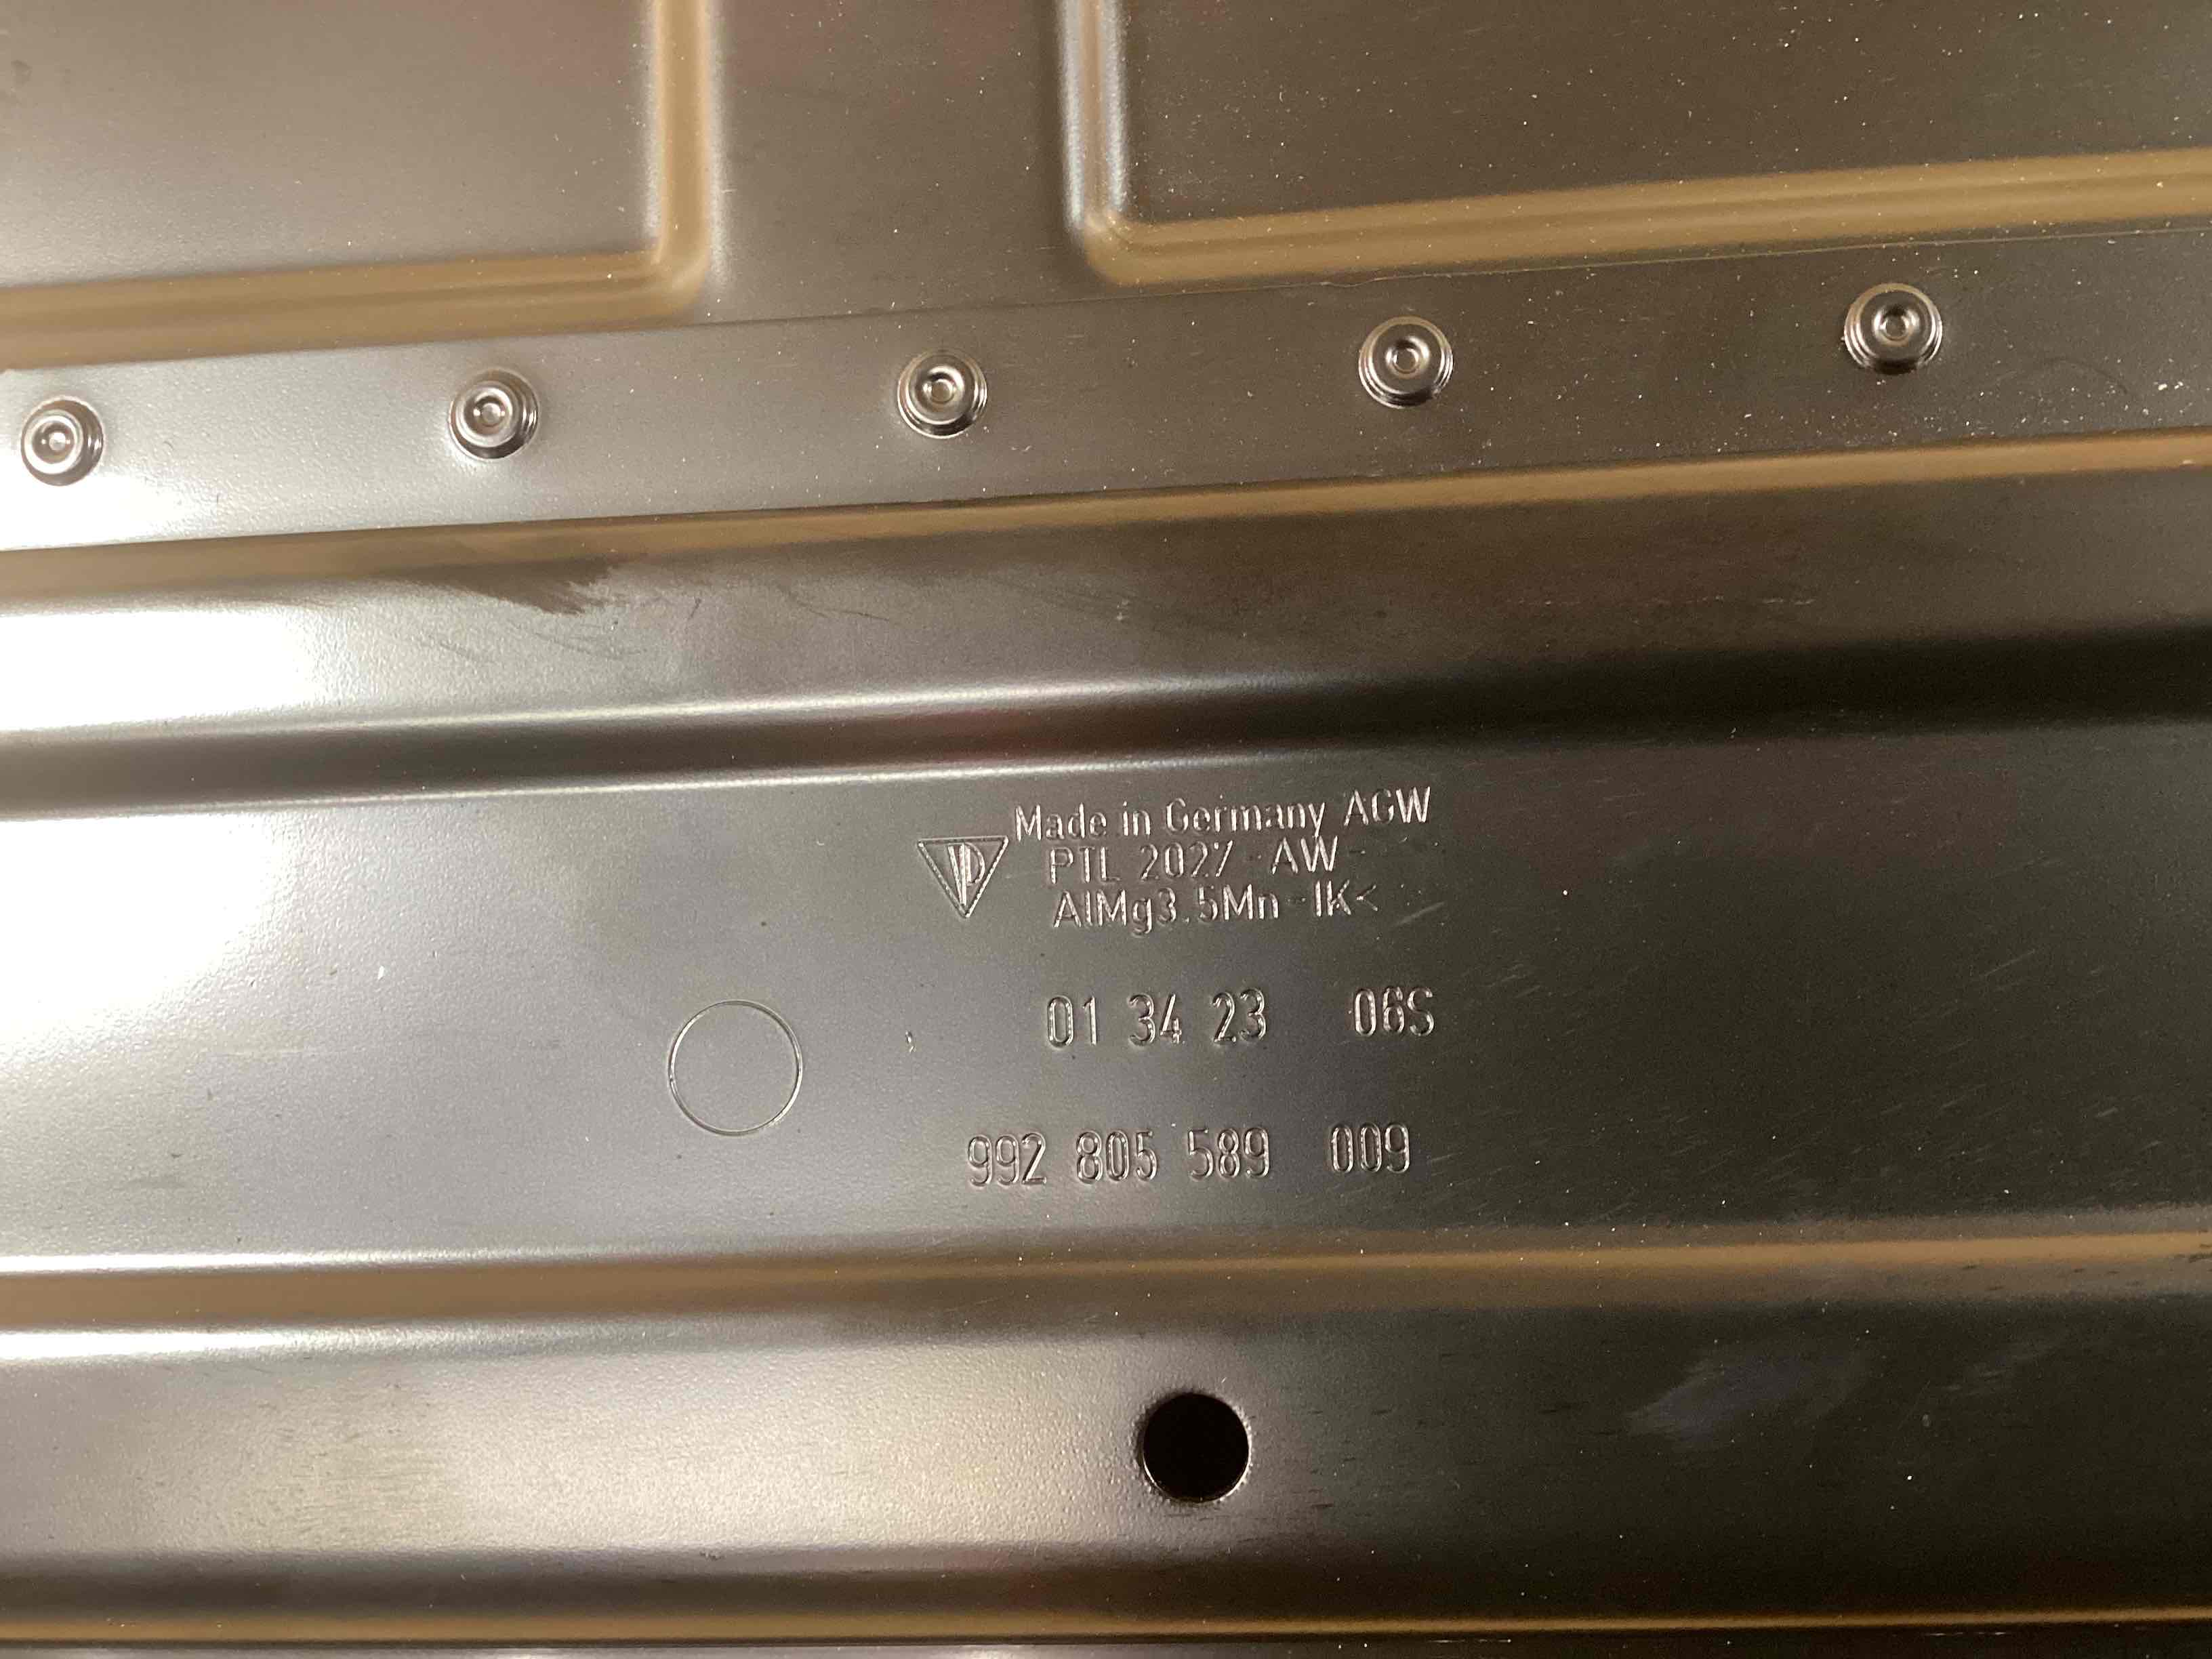 Made in Germany AGW
PTL 2027 - AW -
AlMg3.5Mn - IK<
01 34 23 06S
992 805 589 009